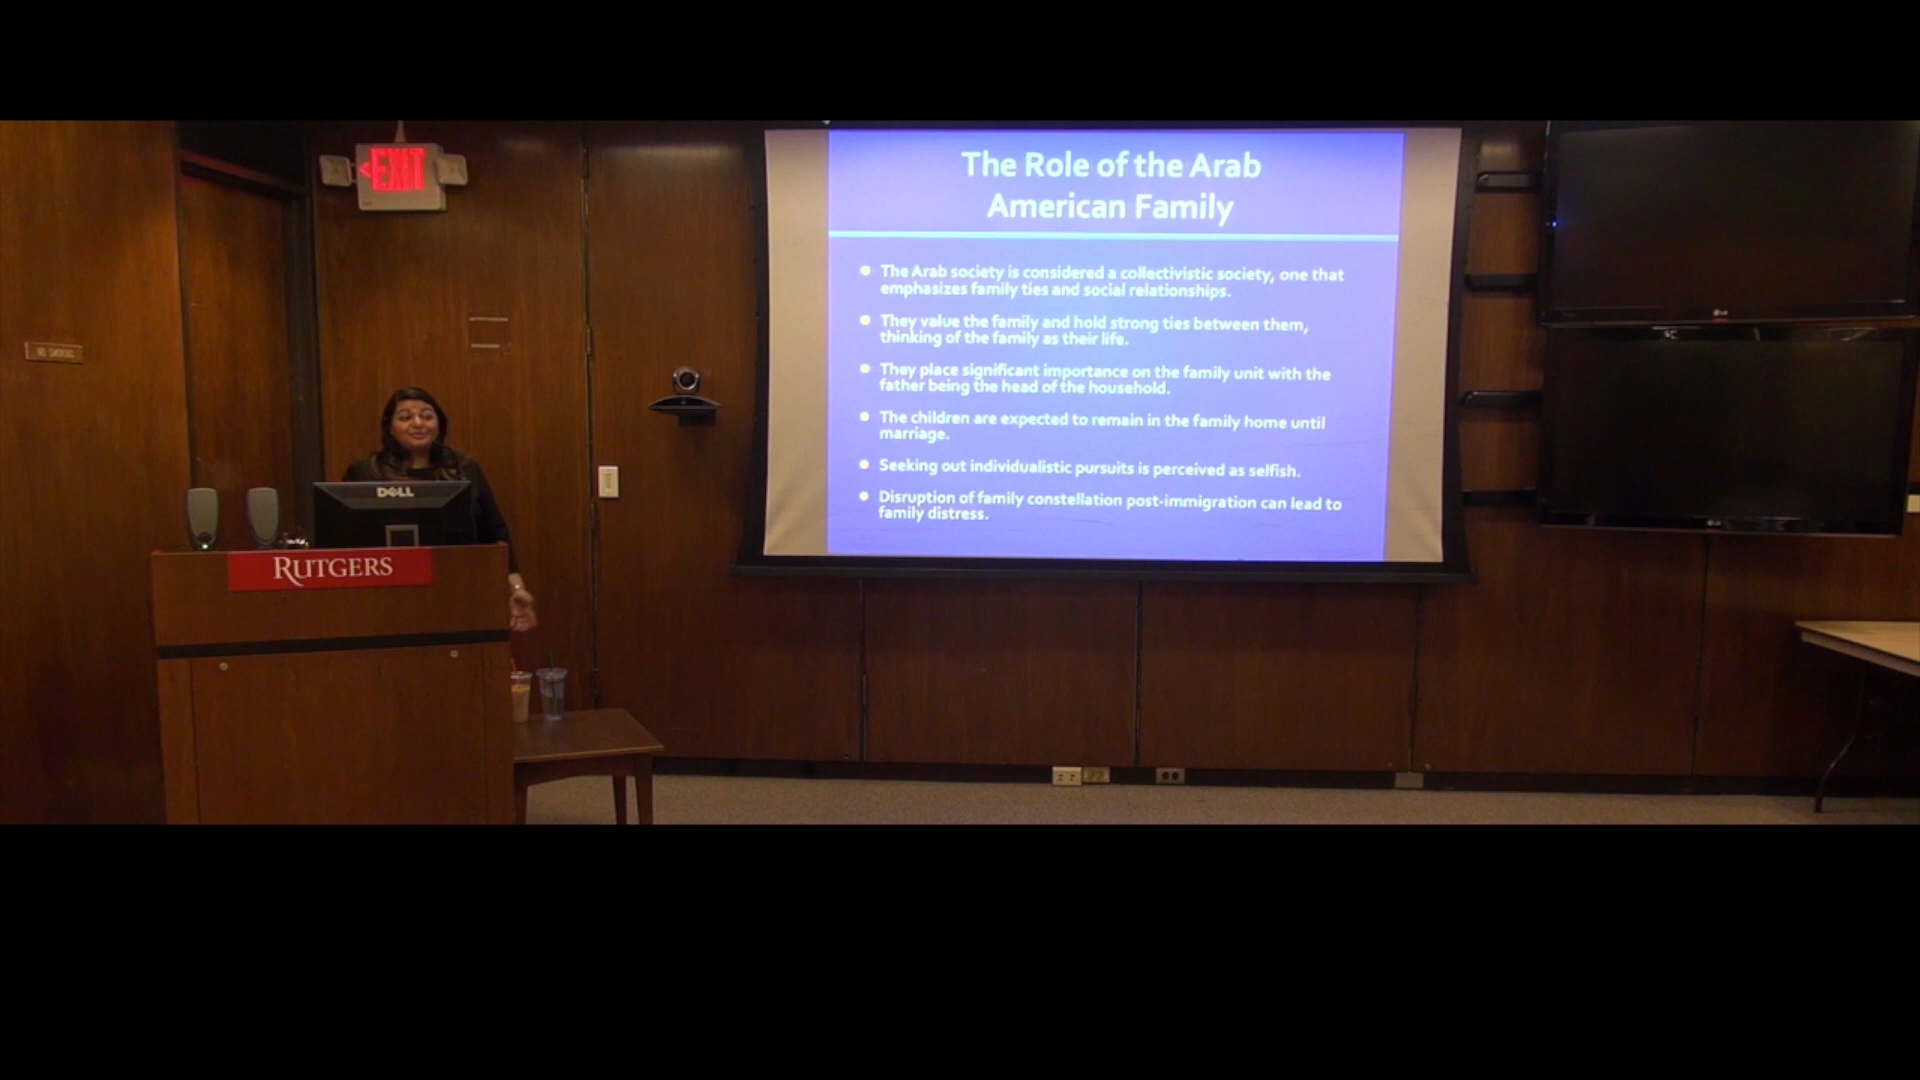 EXIT
The Role of the Arab
American Family
The Arab society is considered a collectivistic society, one that
emphasizes family ties and social relationships.
They value the family and hold strong ties between them,
thinking of the family as their life.
They place significant importance on the family unit with the
father being the head of the household.
The children are expected to remain in the family home until
marriage.
Seeking out individualistic pursuits is perceived as selfish.
Disruption of family constellation post-immigration can lead to
family distress.
NO SMOKING
DELL
RUTGERS
LG
LG